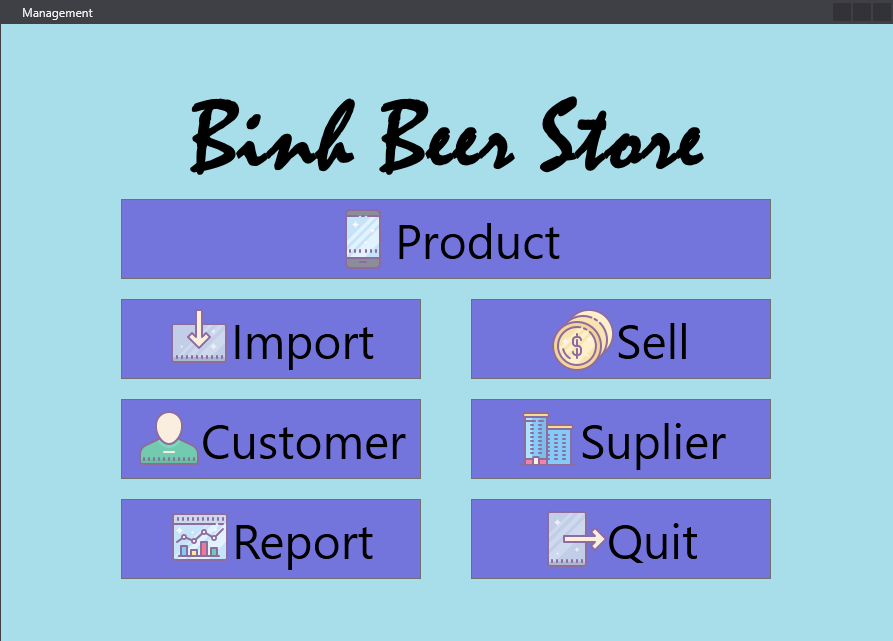 Management
Binh Beer Store
Product
Import
Sell
Customer
Suplier
Report
Quit